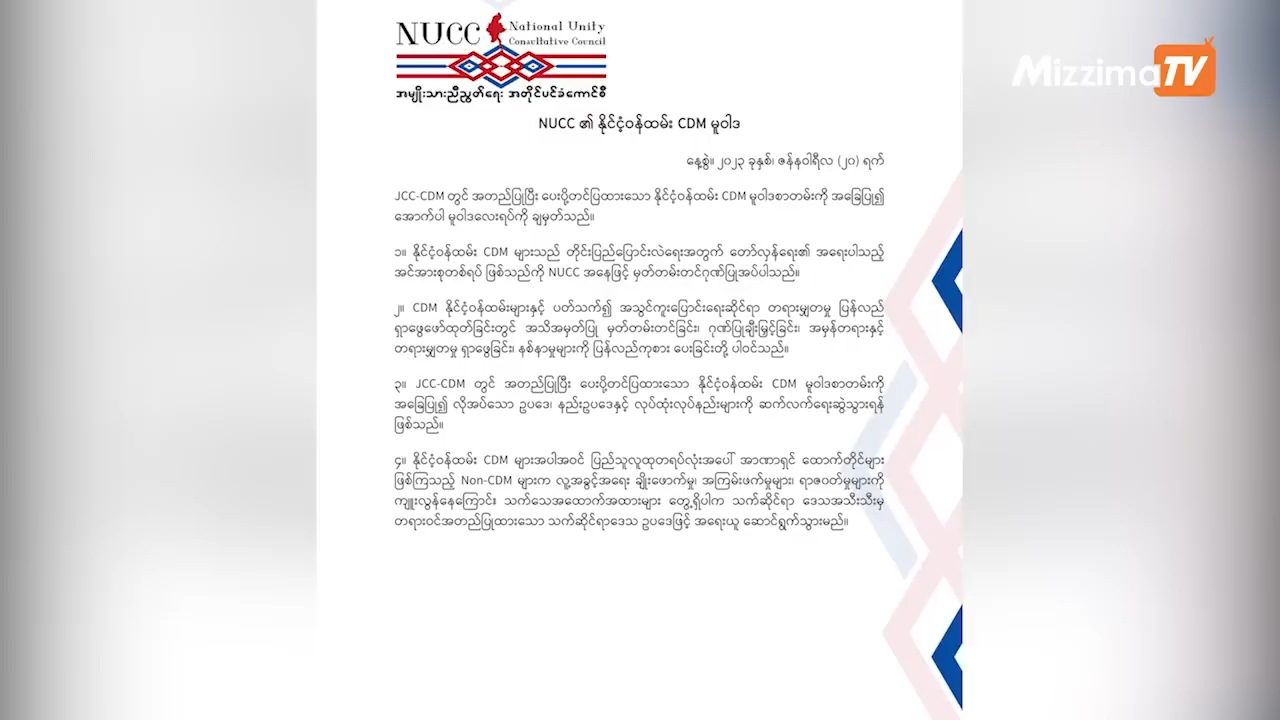 NUCC
National Unity
Consultative Council
MizzimaTV
အမျိုးသားညီညွတ်ရေး အတိုင်ပင်ခံကောင်စီ
NUCC ၏ နိုင်ငံ့ဝန်ထမ်း CDM မူဝါဒ
နေ့စွဲ။ ၂၀၂၃ ခုနှစ်၊ ဇန်နဝါရီလ (၂၀) ရက်
JCC-CDM တွင် အတည်ပြုပြီး ပေးပို့တင်ပြထားသော နိုင်ငံ့ဝန်ထမ်း CDM မူဝါဒစာတမ်းကို အခြေပြု၍
အောက်ပါ မူဝါဒလေးရပ်ကို ချမှတ်သည်။
၁။ နိုင်ငံ့ဝန်ထမ်း CDM များသည် တိုင်းပြည်ပြောင်းလဲရေးအတွက် တော်လှန်ရေး၏ အရေးပါသည့်
အင်အားစုတစ်ရပ် ဖြစ်သည်ကို NUCC အနေဖြင့် မှတ်တမ်းတင်ဂုဏ်ပြုအပ်ပါသည်။
၂။ CDM နိုင်ငံ့ဝန်ထမ်းများနှင့် ပတ်သက်၍ အသွင်ကူးပြောင်းရေးဆိုင်ရာ တရားမျှတမှု ပြန်လည်
ရှာဖွေဖော်ထုတ်ခြင်းတွင် အသိအမှတ်ပြု မှတ်တမ်းတင်ခြင်း၊ ဂုဏ်ပြုချီးမြှင့်ခြင်း၊ အမှန်တရားနှင့်
တရားမျှတမှု ရှာဖွေခြင်း၊ နစ်နာမှုများကို ပြန်လည်ကုစား ပေးခြင်းတို့ ပါဝင်သည်။
၃။ JCC-CDM တွင် အတည်ပြုပြီး ပေးပို့တင်ပြထားသော နိုင်ငံ့ဝန်ထမ်း CDM မူဝါဒစာတမ်းကို
အခြေပြု၍ လိုအပ်သော ဥပဒေ၊ နည်းဥပဒေနှင့် လုပ်ထုံးလုပ်နည်းများကို ဆက်လက်ရေးဆွဲသွားရန်
ဖြစ်သည်။
၄။ နိုင်ငံ့ဝန်ထမ်း CDM များအပါအဝင် ပြည်သူလူထုတရပ်လုံးအပေါ် အာဏာရှင် ထောက်တိုင်များ
ဖြစ်ကြသည့် Non-CDM များက လူ့အခွင့်အရေး ချိုးဖောက်မှု၊ အကြမ်းဖက်မှုများ၊ ရာဇဝတ်မှုများကို
ကျူးလွန်နေကြောင်း သက်သေအထောက်အထားများ တွေ့ရှိပါက သက်ဆိုင်ရာ ဒေသအသီးသီးမှ
တရားဝင်အတည်ပြုထားသော သက်ဆိုင်ရာဒေသ ဥပဒေဖြင့် အရေးယူ ဆောင်ရွက်သွားမည်။